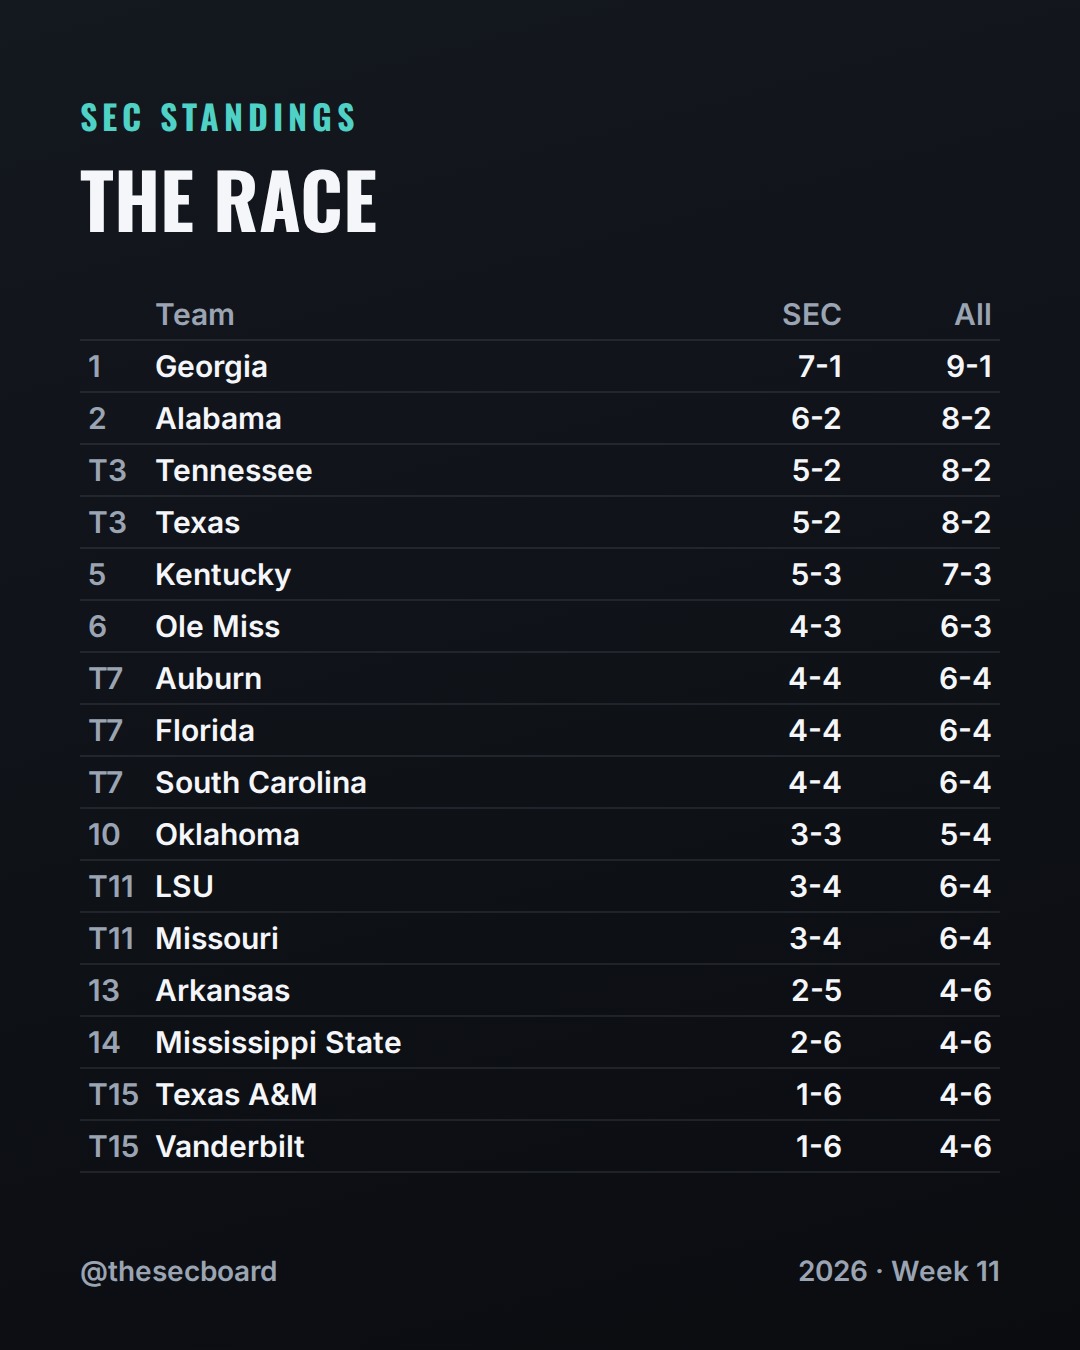 SEC STANDINGS
THE RACE
Team SEC All
1 Georgia 7-1 9-1
2 Alabama 6-2 8-2
T3 Tennessee 5-2 8-2
T3 Texas 5-2 8-2
5 Kentucky 5-3 7-3
6 Ole Miss 4-3 6-3
T7 Auburn 4-4 6-4
T7 Florida 4-4 6-4
T7 South Carolina 4-4 6-4
10 Oklahoma 3-3 5-4
T11 LSU 3-4 6-4
T11 Missouri 3-4 6-4
13 Arkansas 2-5 4-6
14 Mississippi State 2-6 4-6
T15 Texas A&M 1-6 4-6
T15 Vanderbilt 1-6 4-6
@thesecboard 2026 · Week 11